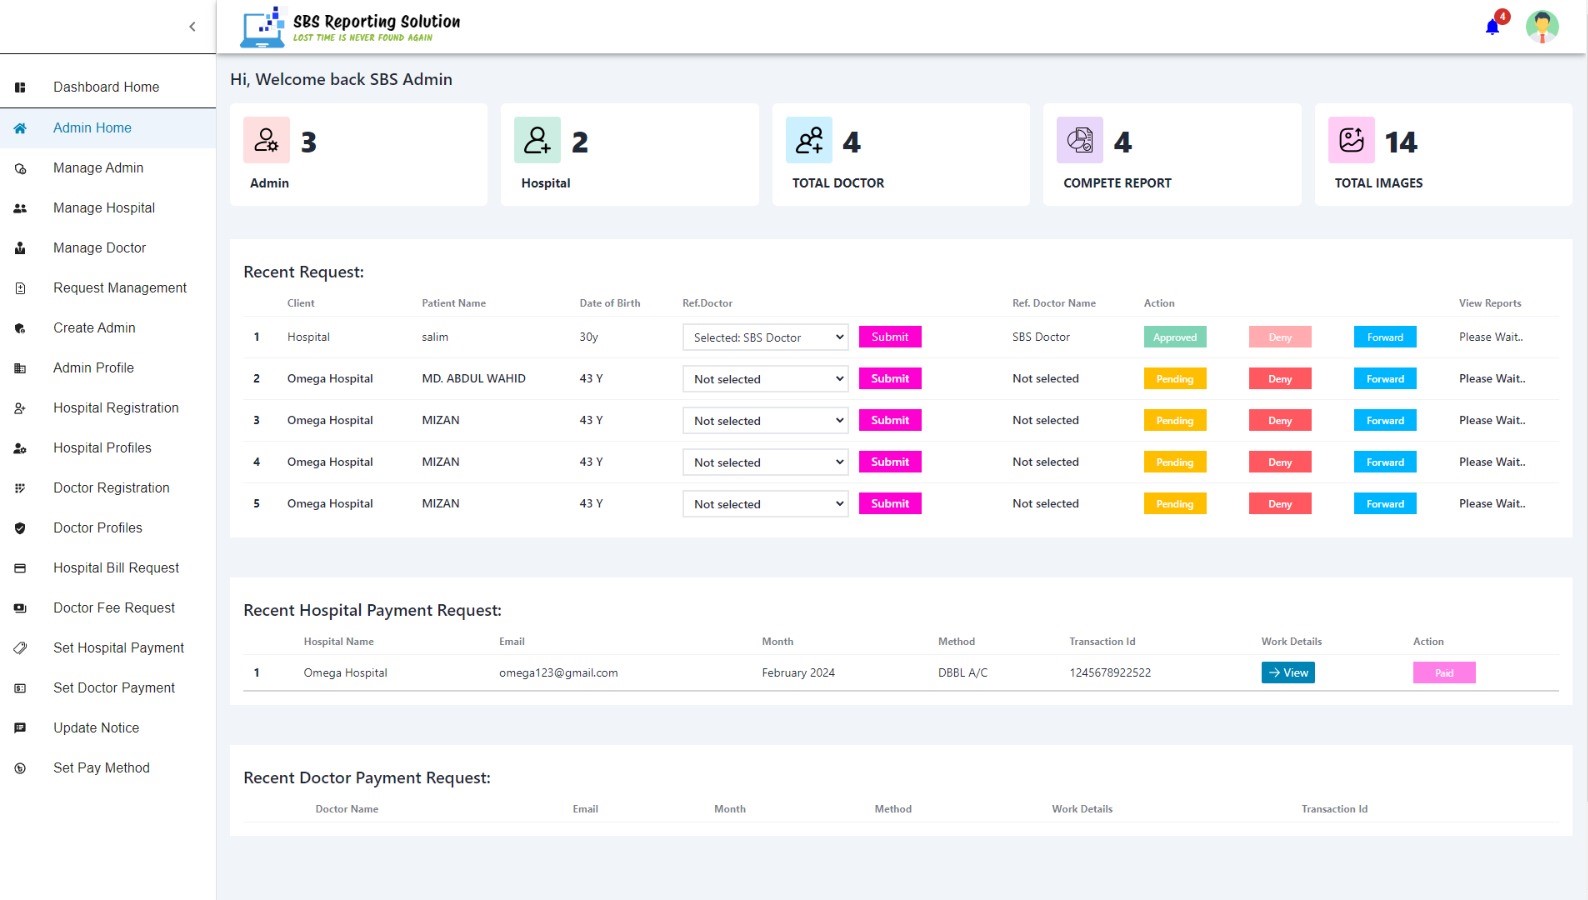 SBS Reporting Solution
LOST TIME IS NEVER FOUND AGAIN
4
Dashboard Home
Admin Home
Manage Admin
Manage Hospital
Manage Doctor
Request Management
Create Admin
Admin Profile
Hospital Registration
Hospital Profiles
Doctor Registration
Doctor Profiles
Hospital Bill Request
Doctor Fee Request
Set Hospital Payment
Set Doctor Payment
Update Notice
Set Pay Method
Hi, Welcome back SBS Admin
3
Admin
2
Hospital
4
TOTAL DOCTOR
4
COMPETE REPORT
14
TOTAL IMAGES
Recent Request:
Client Patient Name Date of Birth Ref.Doctor Ref. Doctor Name Action View Reports
1 Hospital salim 30y Selected: SBS Doctor Submit SBS Doctor Approved Deny Forward Please Wait..
2 Omega Hospital MD. ABDUL WAHID 43 Y Not selected Submit Not selected Pending Deny Forward Please Wait..
3 Omega Hospital MIZAN 43 Y Not selected Submit Not selected Pending Deny Forward Please Wait..
4 Omega Hospital MIZAN 43 Y Not selected Submit Not selected Pending Deny Forward Please Wait..
5 Omega Hospital MIZAN 43 Y Not selected Submit Not selected Pending Deny Forward Please Wait..
Recent Hospital Payment Request:
Hospital Name Email Month Method Transaction Id Work Details Action
1 Omega Hospital omega123@gmail.com February 2024 DBBL A/C 1245678922522 → View Paid
Recent Doctor Payment Request:
Doctor Name Email Month Method Work Details Transaction Id